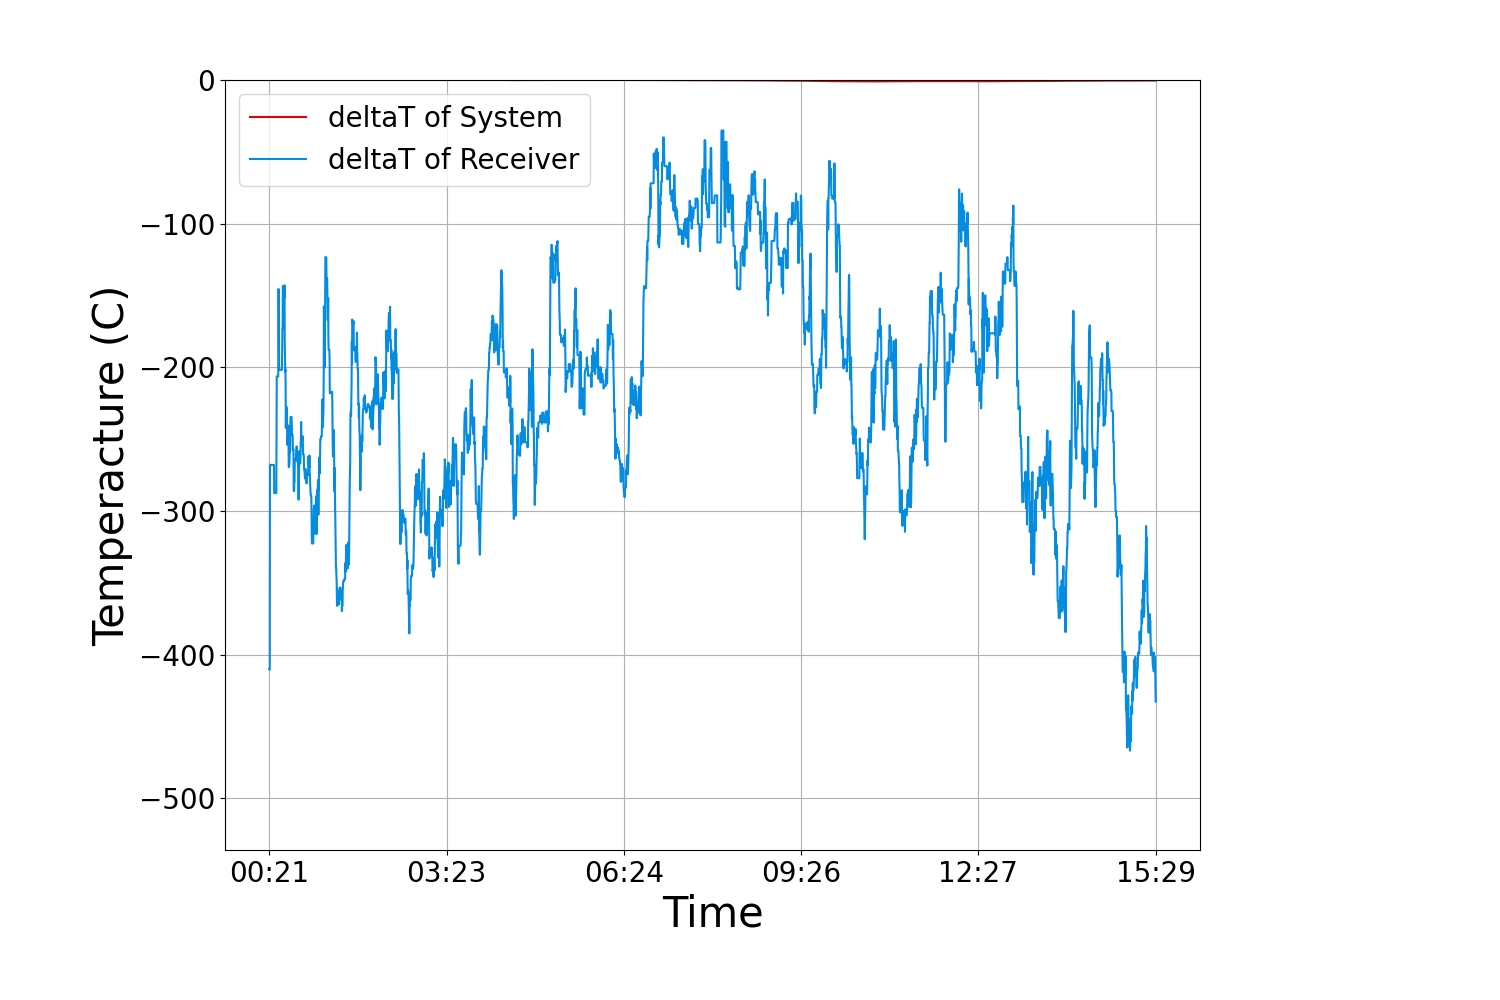 0
−100
−200
−300
−400
−500
Temperacture (C)
deltaT of System
deltaT of Receiver
00:21 03:23 06:24 09:26 12:27 15:29
Time